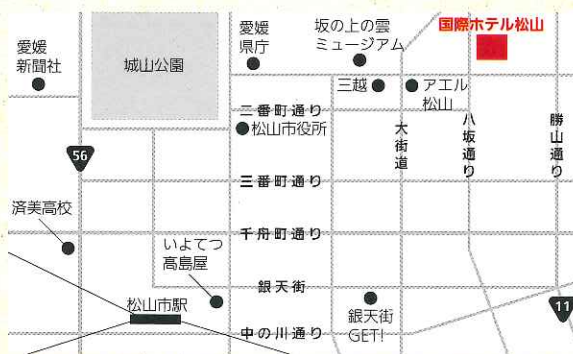 国際ホテル松山
愛媛
新聞社
城山公園
愛媛
県庁
坂の上の雲
ミュージアム
三越
アエル
松山
二番町通り
松山市役所
大街道
八坂通り
勝山通り
56
三番町通り
済美高校
千舟町通り
いよてつ
髙島屋
銀天街
松山市駅
銀天街
GET!
11
中の川通り